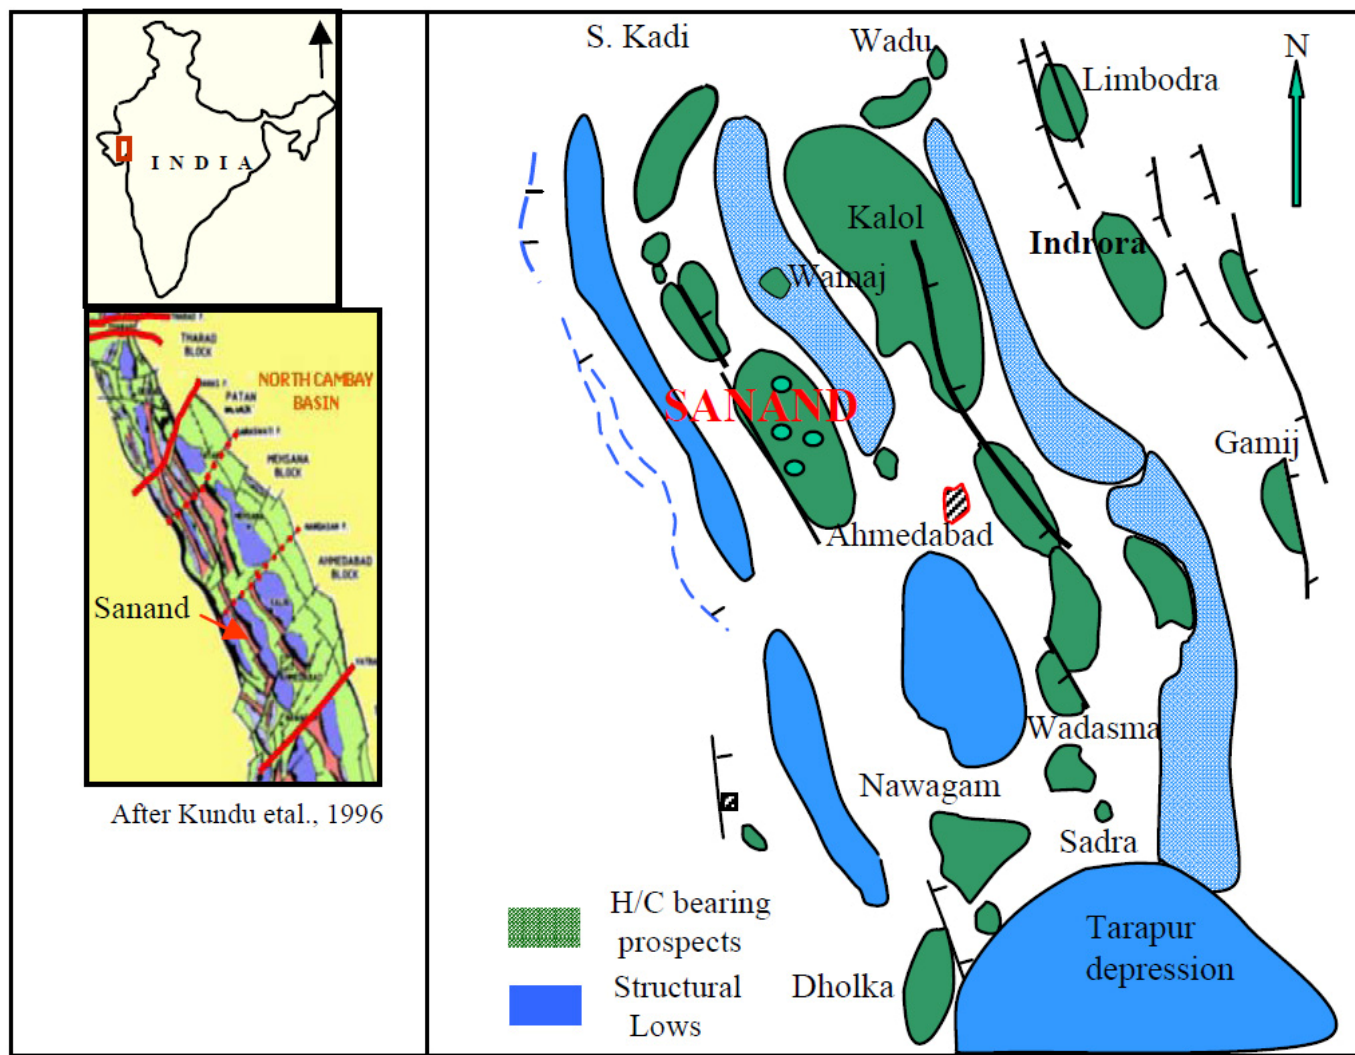 INDIA
THARAD
BLOCK
NORTH CAMBAY
BASIN
PATAN
MEHSANA
BLOCK
AHMEDABAD
BLOCK
Sanand
After Kundu etal., 1996
S. Kadi
Wadu
N
Limbodra
Kalol
Indrora
Wamaj
SANAND
Gamij
Ahmedabad
Wadasma
Nawagam
Sadra
H/C bearing
prospects
Tarapur
depression
Structural
Lows
Dholka